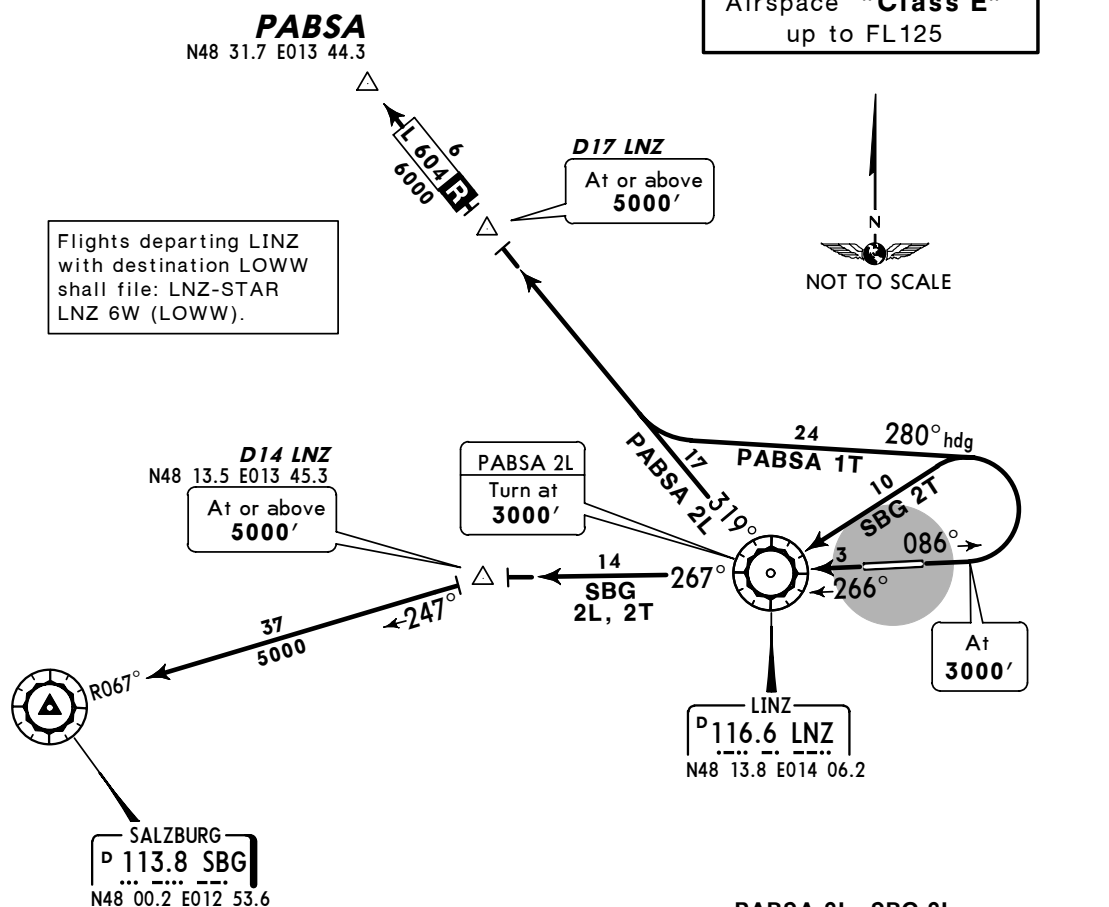 PABSA
N48 31.7 E013 44.3
Airspace "Class E"
up to FL125
L 604 R
6
6000
D17 LNZ
At or above
5000′
N
NOT TO SCALE
Flights departing LINZ
with destination LOWW
shall file: LNZ-STAR
LNZ 6W (LOWW).
24
280° hdg
PABSA 1T
17
PABSA 2L
319°
10
SBG 2T
D14 LNZ
N48 13.5 E013 45.3
At or above
5000′
PABSA 2L
Turn at
3000′
3
086°
266°
14
267°
SBG
2L, 2T
247°
37
5000
R067°
At
3000′
LINZ
D 116.6 LNZ
N48 13.8 E014 06.2
SALZBURG
D 113.8 SBG
N48 00.2 E012 53.6